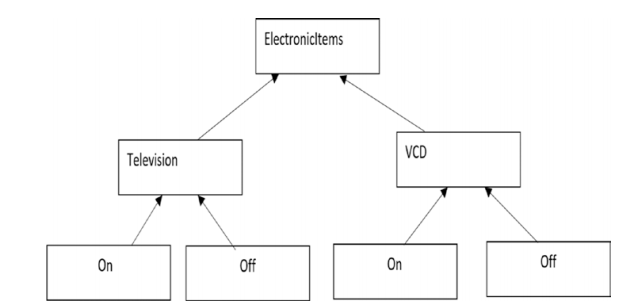 ElectronicItems
Television
VCD
On
Off
On
Off